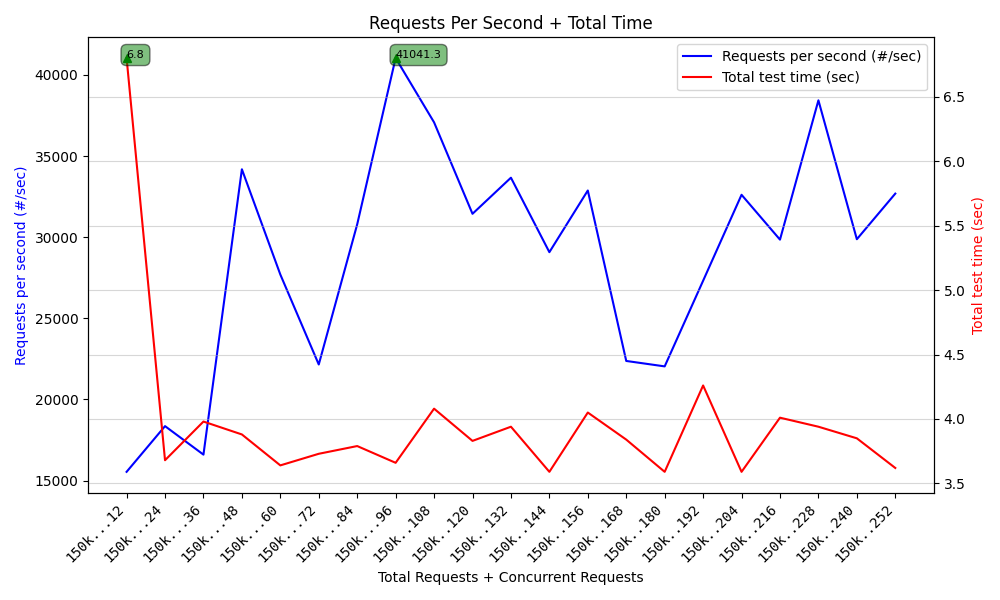 Requests Per Second + Total Time
6.8
41041.3
Requests per second (#/sec)
Total test time (sec)
40000
35000
30000
25000
20000
15000
Requests per second (#/sec)
6.5
6.0
5.5
5.0
4.5
4.0
3.5
Total test time (sec)
150k...12
150k...24
150k...36
150k...48
150k...60
150k...72
150k...84
150k...96
150k..108
150k..120
150k..132
150k..144
150k..156
150k..168
150k..180
150k..192
150k..204
150k..216
150k..228
150k..240
150k..252
Total Requests + Concurrent Requests